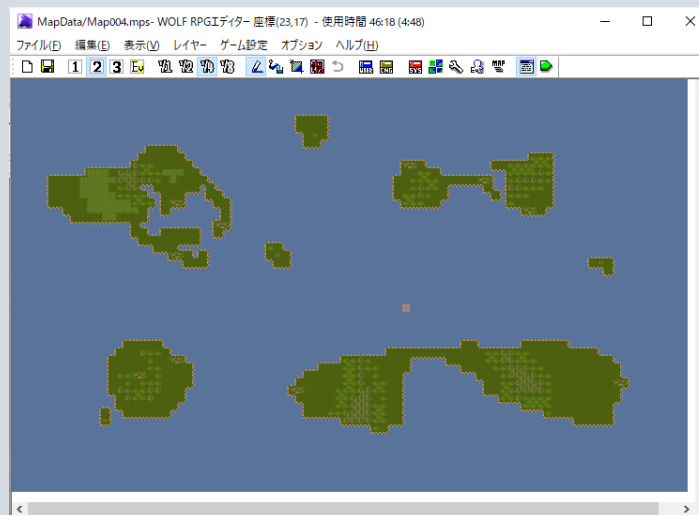 MapData/Map004.mps- WOLF RPGエディター 座標(23,17) - 使用時間 46:18 (4:48)
ファイル(F) 編集(E) 表示(V) レイヤー ゲーム設定 オプション ヘルプ(H)
1 2 3 Ev